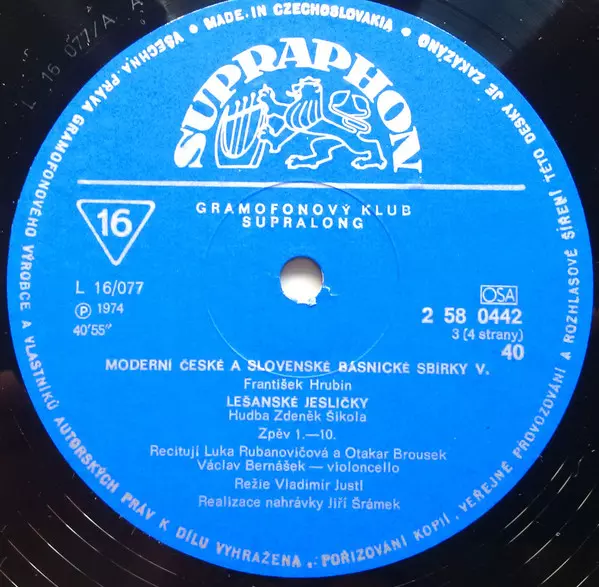 VŠECHNA PRÁVA GRAMOFONOVÉHO VÝROBCE A VLASTNÍKŮ AUTORSKÝCH PRÁV K DÍLU VYHRAŽENA. POŘIZOVÁNÍ KOPIÍ, VEŘEJNÉ PROVOZOVÁNÍ A ROZHLASOVÉ ŠÍŘENÍ TÉTO DESKY JE ZAKÁZÁNO
• MADE IN CZECHOSLOVAKIA •
L 16 077/A A
SUPRAPHON
GRAMOFONOVÝ KLUB
SUPRALONG
16
L 16/077
Ⓟ 1974
40'55"
OSA
2 58 0442
3 (4 strany)
40
MODERNÍ ČESKÉ A SLOVENSKÉ BÁSNICKÉ SBÍRKY V.
František Hrubín
LEŠANSKÉ JESLIČKY
Hudba Zdeněk Šikola
Zpěv 1.—10.
Recitují Luka Rubanovičová a Otakar Brousek
Václav Bernášek — violoncello
Režie Vladimír Justl
Realizace nahrávky Jiří Šrámek